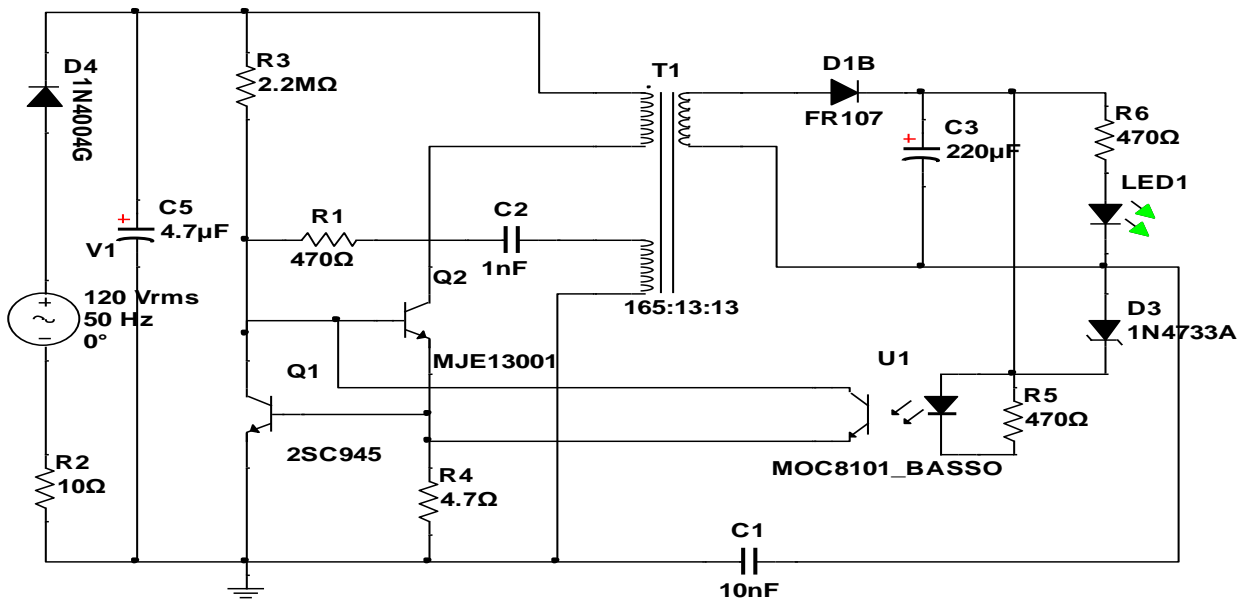 D4
1N4004G
R3
2.2MΩ
T1
D1B
FR107
C3
220µF
R6
470Ω
LED1
C5
4.7µF
V1
R1
470Ω
C2
1nF
Q2
120 Vrms
50 Hz
0°
165:13:13
D3
1N4733A
MJE13001
U1
Q1
2SC945
R5
470Ω
R2
10Ω
R4
4.7Ω
MOC8101_BASSO
C1
10nF